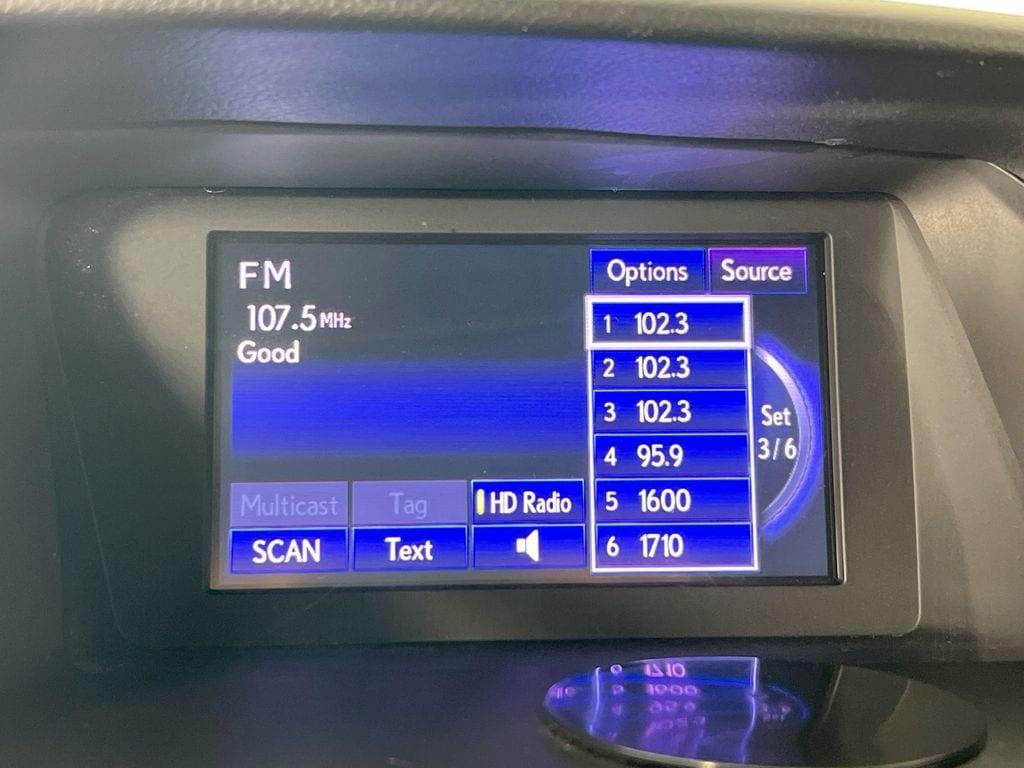 FM
107.5 MHz
Good
Options
Source
1 102.3
2 102.3
3 102.3
4 95.9
5 1600
6 1710
Set
3/6
Multicast
Tag
HD Radio
SCAN
Text